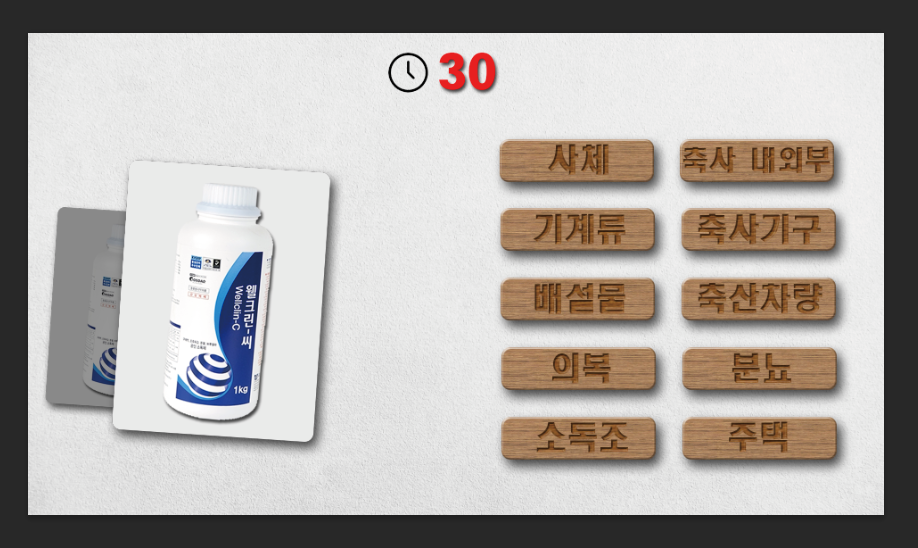 30
사체
축사 내외부
기계류
축사기구
배설물
축산차량
의복
분뇨
소독조
주택
웰크린-씨
Wellclin-C
1kg